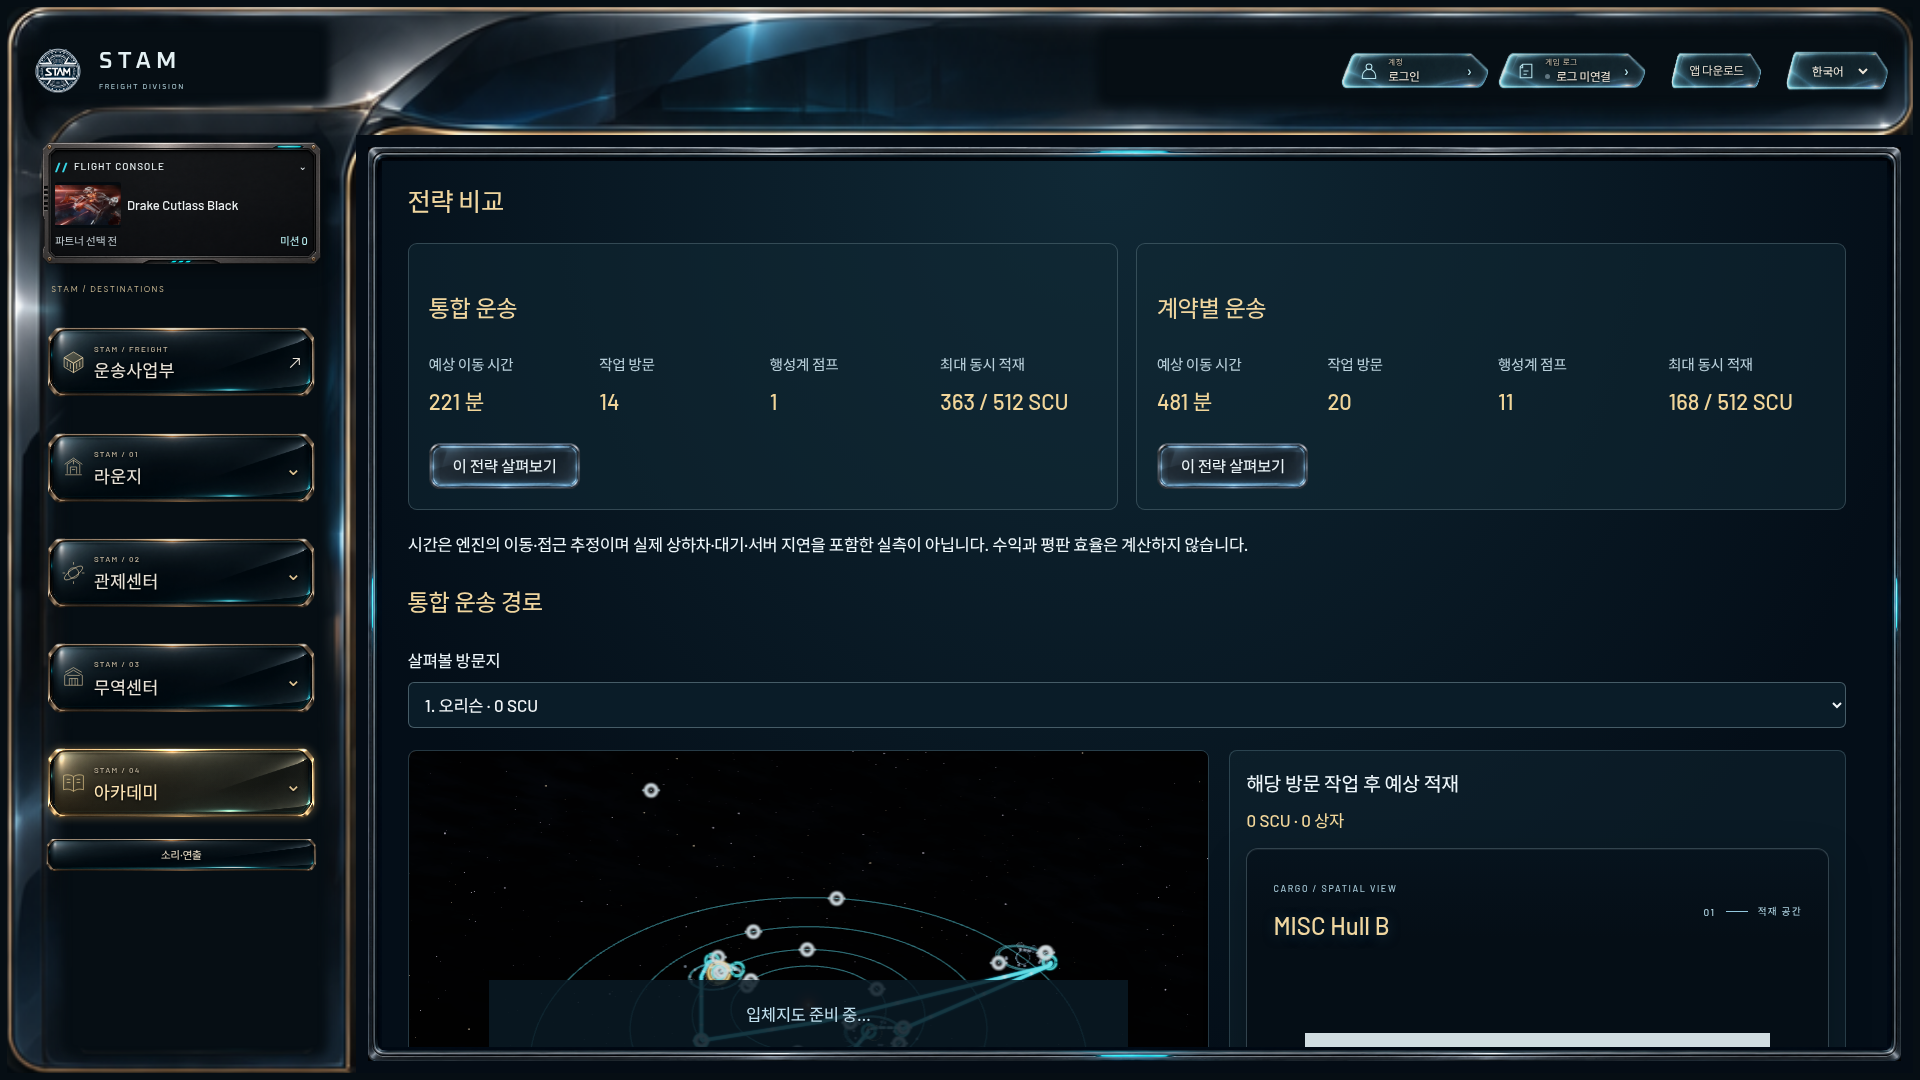 STAM
FREIGHT DIVISION
계정
로그인
게임 로그
로그 미연결
앱 다운로드
한국어
// FLIGHT CONSOLE
Drake Cutlass Black
파트너 선택 전
미션 0
STAM / DESTINATIONS
STAM / FREIGHT
운송사업부
STAM / 01
라운지
STAM / 02
관제센터
STAM / 03
무역센터
STAM / 04
아카데미
소리·연출
전략 비교
통합 운송
예상 이동 시간
작업 방문
행성계 점프
최대 동시 적재
221 분
14
1
363 / 512 SCU
이 전략 살펴보기
계약별 운송
예상 이동 시간
작업 방문
행성계 점프
최대 동시 적재
481 분
20
11
168 / 512 SCU
이 전략 살펴보기
시간은 엔진의 이동·접근 추정이며 실제 상하차·대기·서버 지연을 포함한 실측이 아닙니다. 수익과 평판 효율은 계산하지 않습니다.
통합 운송 경로
살펴볼 방문지
1. 오리슨 · 0 SCU
입체지도 준비 중...
해당 방문 작업 후 예상 적재
0 SCU · 0 상자
CARGO / SPATIAL VIEW
MISC Hull B
01 — 적재 공간